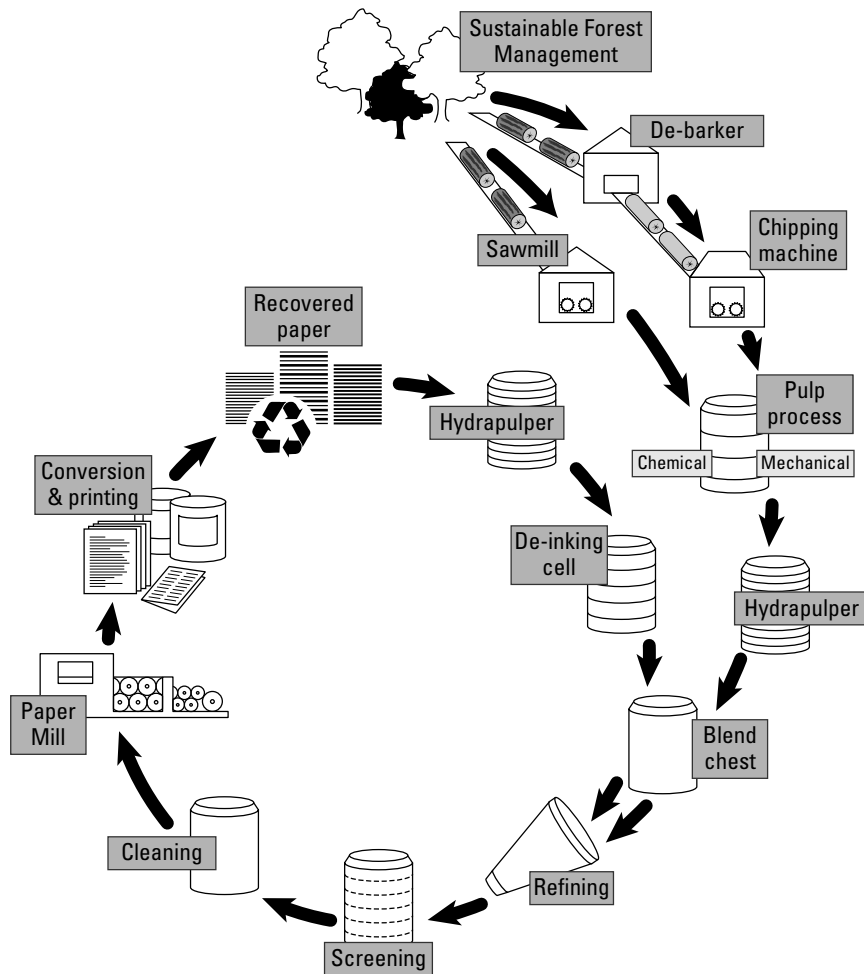 Sustainable Forest
Management
De-barker
Chipping
machine
Sawmill
Recovered
paper
Hydrapulper
Pulp
process
Chemical
Mechanical
Conversion
& printing
De-inking
cell
Hydrapulper
Paper
Mill
Blend
chest
Cleaning
Refining
Screening